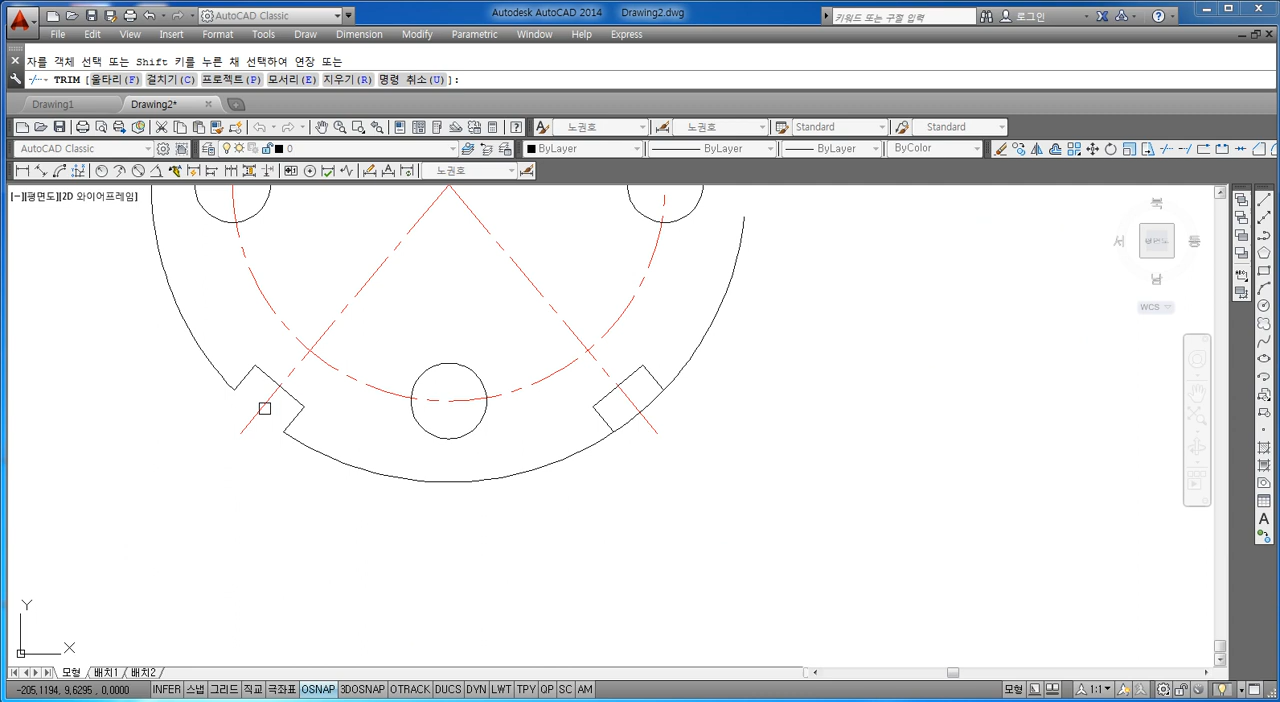 AutoCAD Classic
Autodesk AutoCAD 2014 Drawing2.dwg
키워드 또는 구절 입력
로그인
File Edit View Insert Format Tools Draw Dimension Modify Parametric Window Help Express
자를 객체 선택 또는 Shift 키를 누른 채 선택하여 연장 또는
TRIM [울타리(F) 걸치기(C) 프로젝트(P) 모서리(E) 지우기(R) 명령 취소(U)]:
Drawing1 Drawing2*
노권호 노권호 Standard Standard
AutoCAD Classic 0 ByLayer ByLayer ByLayer ByColor
노권호
[−][평면도][2D 와이어프레임]
북
서 평면도 동
남
WCS
A
Y
X
모형 배치1 배치2
-205,1194, 9,6295 , 0,0000 INFER 스냅 그리드 직교 극좌표 OSNAP 3DOSNAP OTRACK DUCS DYN LWT TPY QP SC AM 모형 1:1